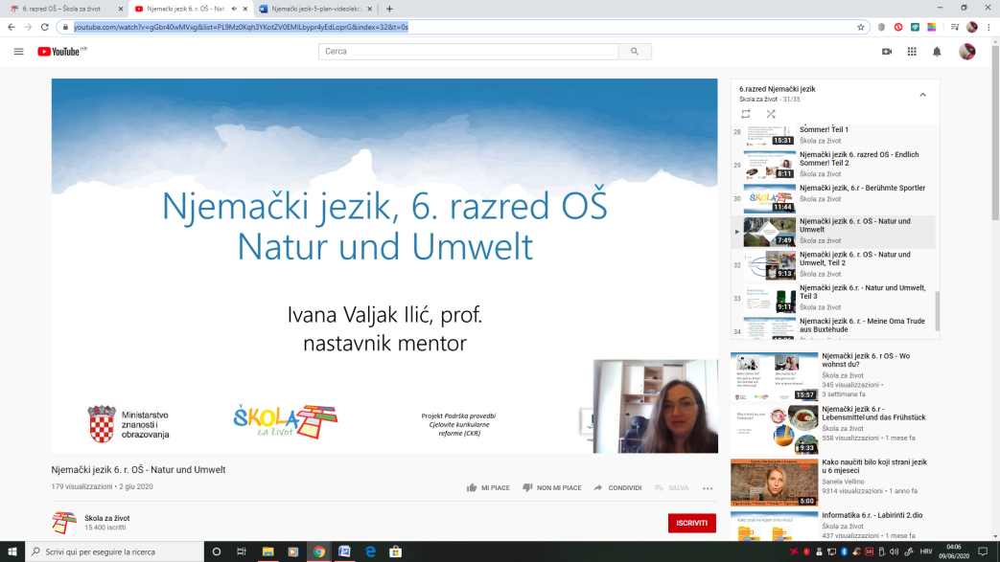 6. razred OŠ – Škola za život
Njemački jezik 6. r. OŠ - Nat
Njemački jezik-5-plan-videoleke
youtube.com/watch?v=gGbr40wMVxg&list=PL9Mz0Kqh3YKotZV0EMlLbypr4yEdLoprG&index=32&t=0s
YouTube HR
Cerca
Njemački jezik, 6. razred OŠ
Natur und Umwelt
Ivana Valjak Ilić, prof.
nastavnik mentor
Ministarstvo
znanosti i
obrazovanja
ŠKOLA
za život
Projekt Podrška provedbi
Cjelovite kurikularne
reforme (CKR)
Njemački jezik 6. r. OŠ - Natur und Umwelt
179 visualizzazioni • 2 giu 2020
MI PIACE
NON MI PIACE
CONDIVIDI
SALVA
Škola za život
15.400 iscritti
ISCRIVITI
6.razred Njemački jezik
Škola za život - 31/35
28
15:31
Sommer! Teil 1
Škola za život
29
8:11
Njemački jezik 6. razred OŠ - Endlich
Sommer! Teil 2
Škola za život
30
ŠKOLA
11:44
Njemački jezik, 6.r - Berühmte Sportler
Škola za život
7:49
Njemački jezik 6. r. OŠ - Natur und
Umwelt
Škola za život
32
9:13
Njemački jezik 6. r. OŠ - Natur und
Umwelt, Teil 2
Škola za život
33
9:11
Njemački jezik 6.r. - Natur und Umwelt,
Teil 3
Škola za život
34
Njemački jezik 6. r. - Meine Oma Trude
aus Buxtehude
15:57
Njemački jezik 6. r OŠ - Wo
wohnst du?
Škola za život
345 visualizzazioni •
3 settimane fa
9:33
Njemački jezik 6.r -
Lebensmittel und das Frühstück
Škola za život
558 visualizzazioni • 1 mese fa
5:00
Kako naučiti bilo koji strani jezik
u 6 mjeseci
Sanela Vellino
9314 visualizzazioni • 1 anno fa
Informatika 6.r. - Labirinti 2.dio
Škola za život
437 visualizzazioni • 1 mese fa
Scrivi qui per eseguire la ricerca
HRV
04:06
09/06/2020